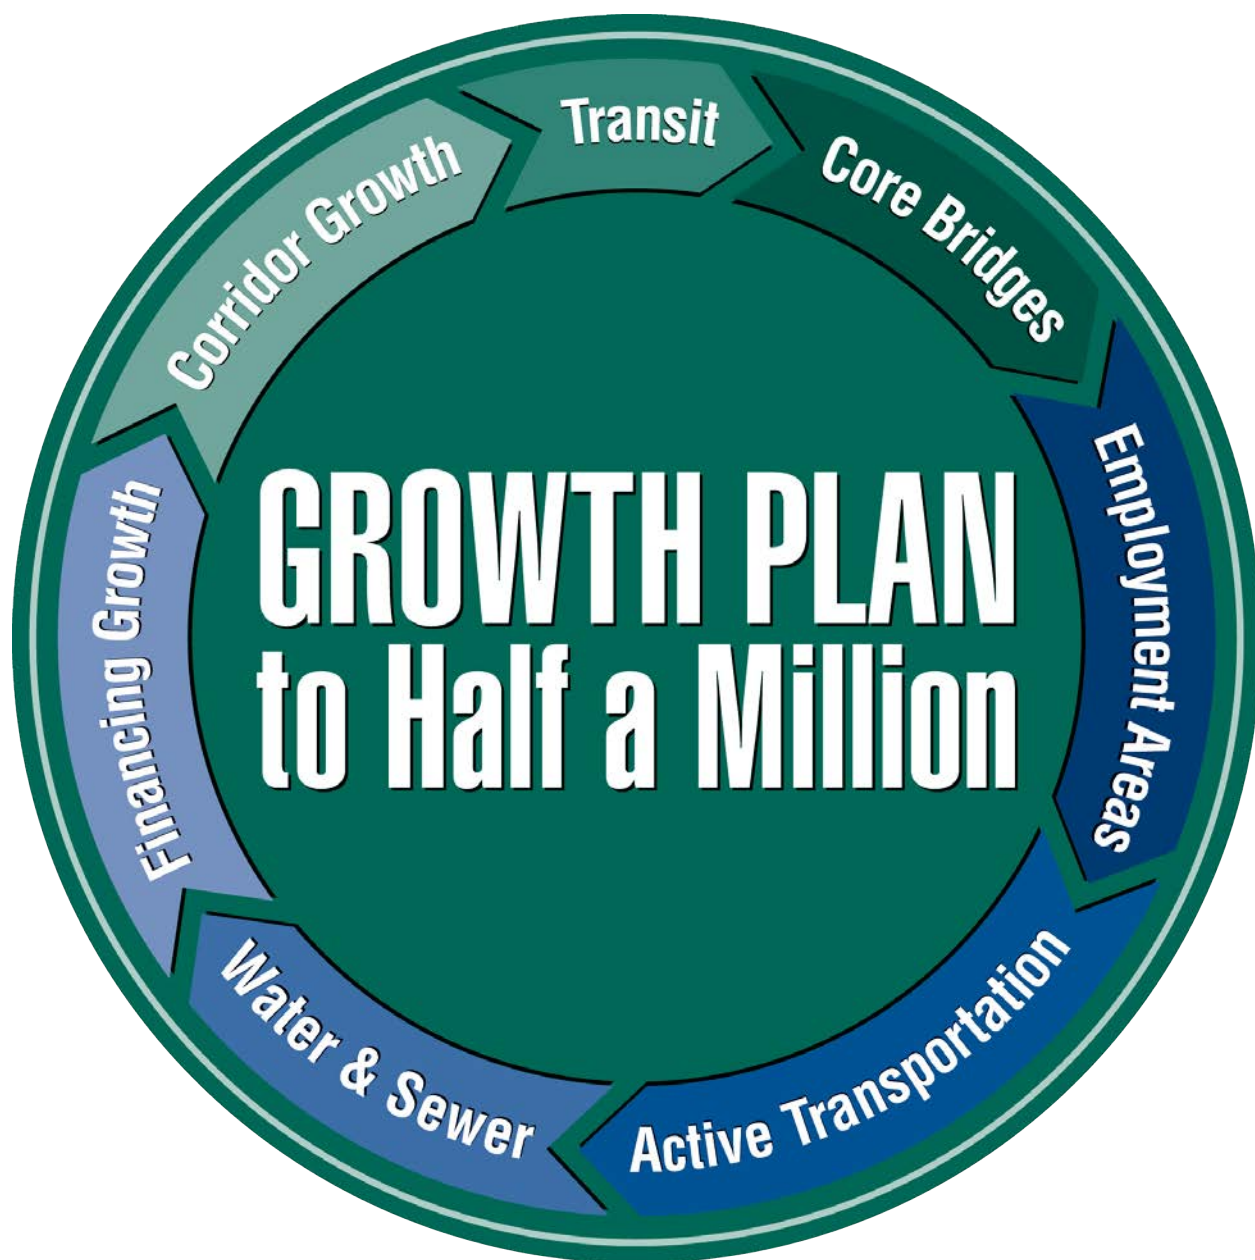 Transit
Core Bridges
Employment Areas
Active Transportation
Water & Sewer
Financing Growth
Corridor Growth
GROWTH PLAN
to Half a Million